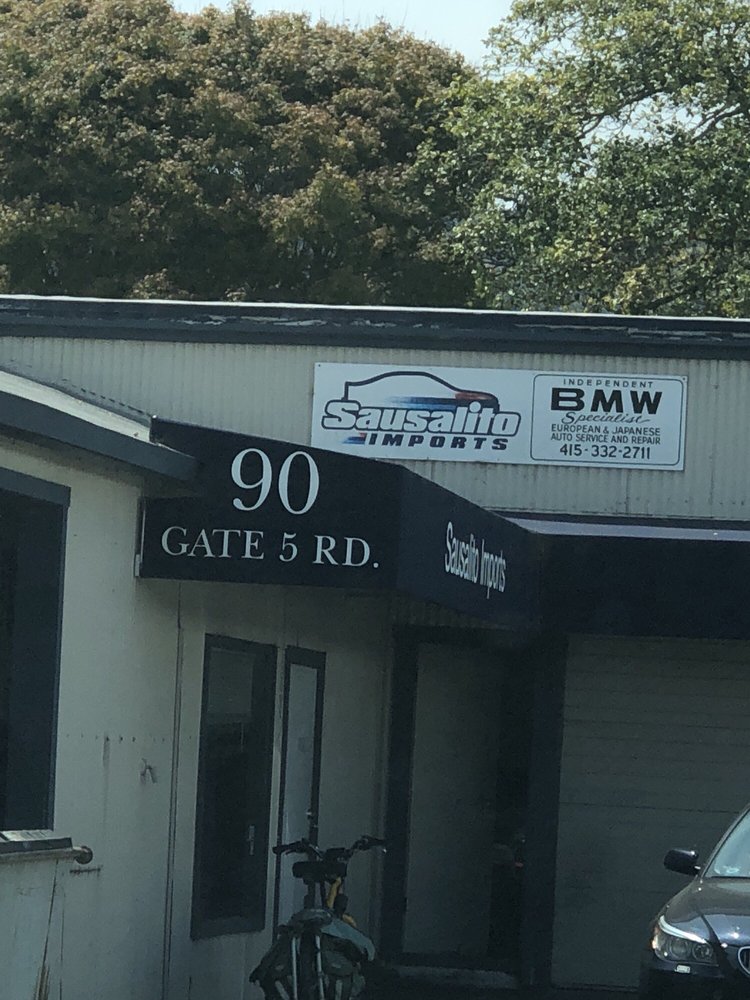 Sausalito
IMPORTS
INDEPENDENT
BMW
Specialist
EUROPEAN & JAPANESE
AUTO SERVICE AND REPAIR
415-332-2711
90
GATE 5 RD.
Sausalito Imports